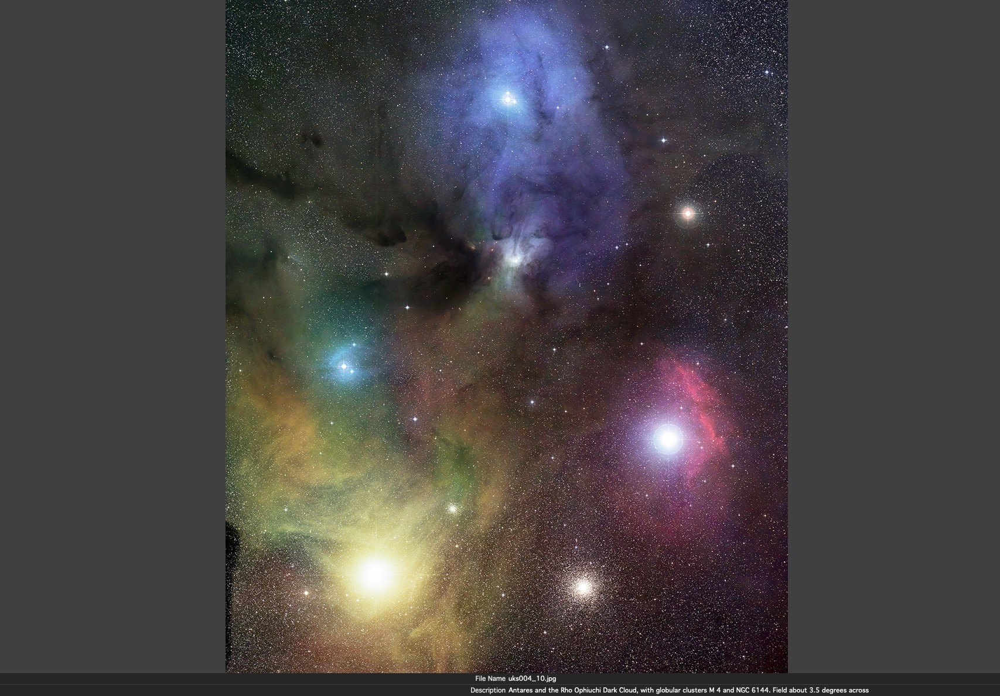 File Name uks004_10.jpg
Description Antares and the Rho Ophiuchi Dark Cloud, with globular clusters M 4 and NGC 6144. Field about 3.5 degrees across